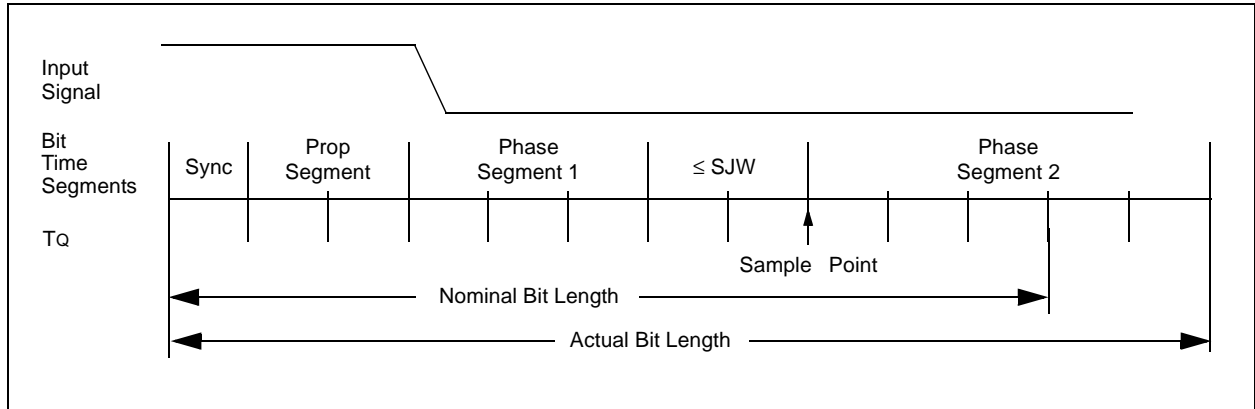 Input
Signal
Bit
Time
Segments
Sync
Prop
Segment
Phase
Segment 1
≤ SJW
Phase
Segment 2
TQ
Sample Point
Nominal Bit Length
Actual Bit Length